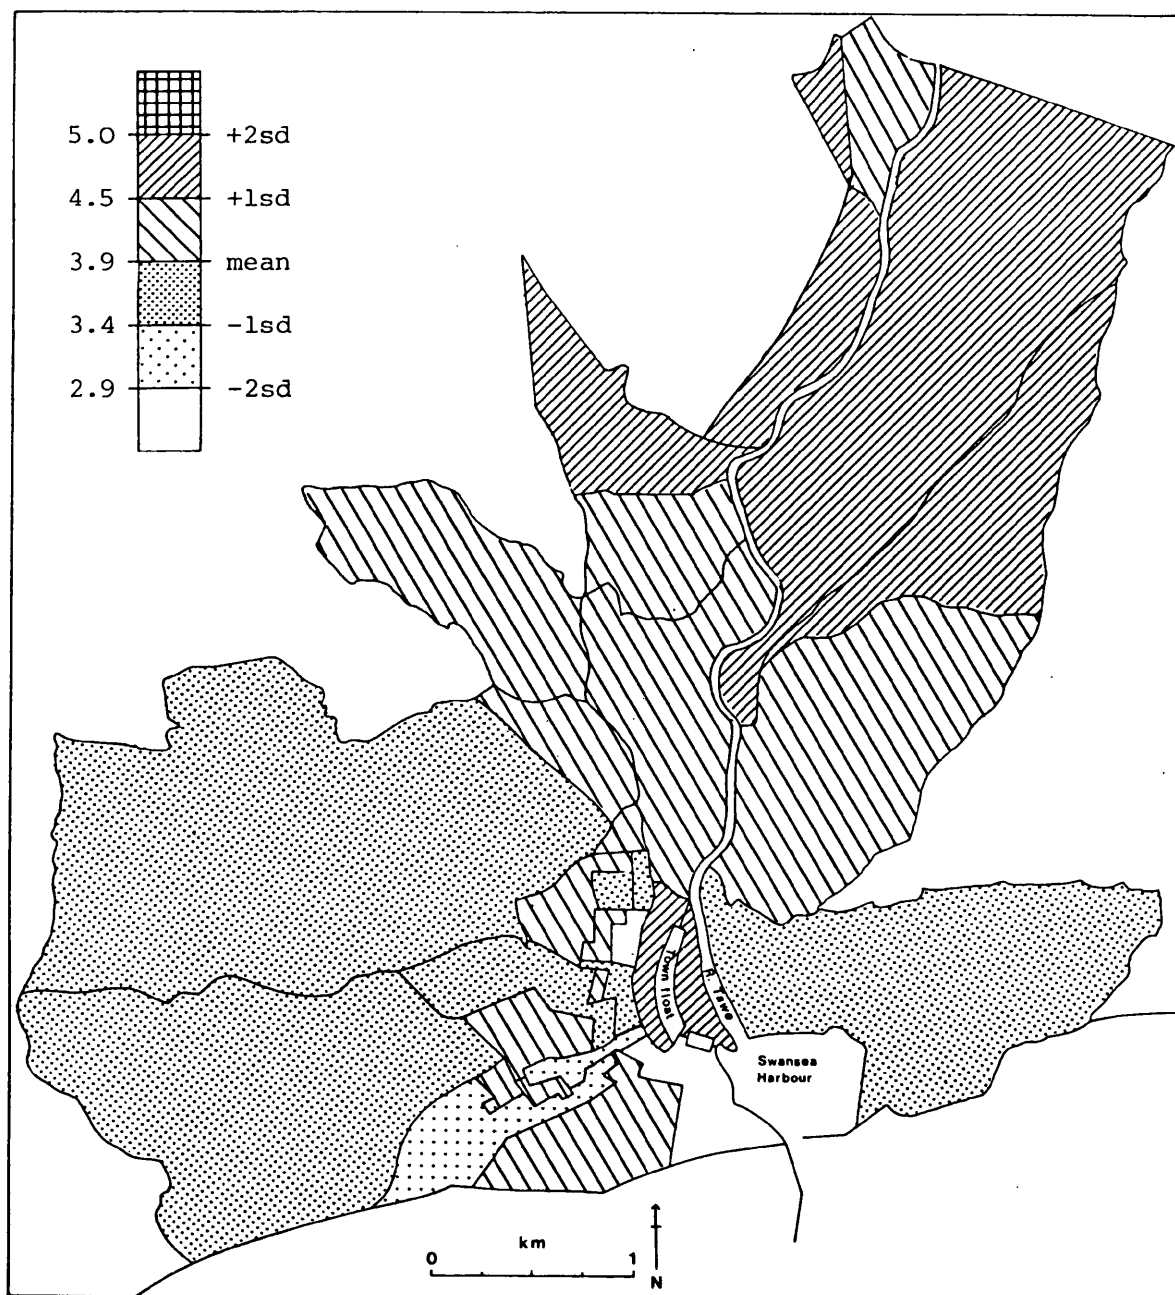 5.0 +2sd
4.5 +1sd
3.9 mean
3.4 -1sd
2.9 -2sd
Town Float
R. Tawe
Swansea
Harbour
km
0 1
N